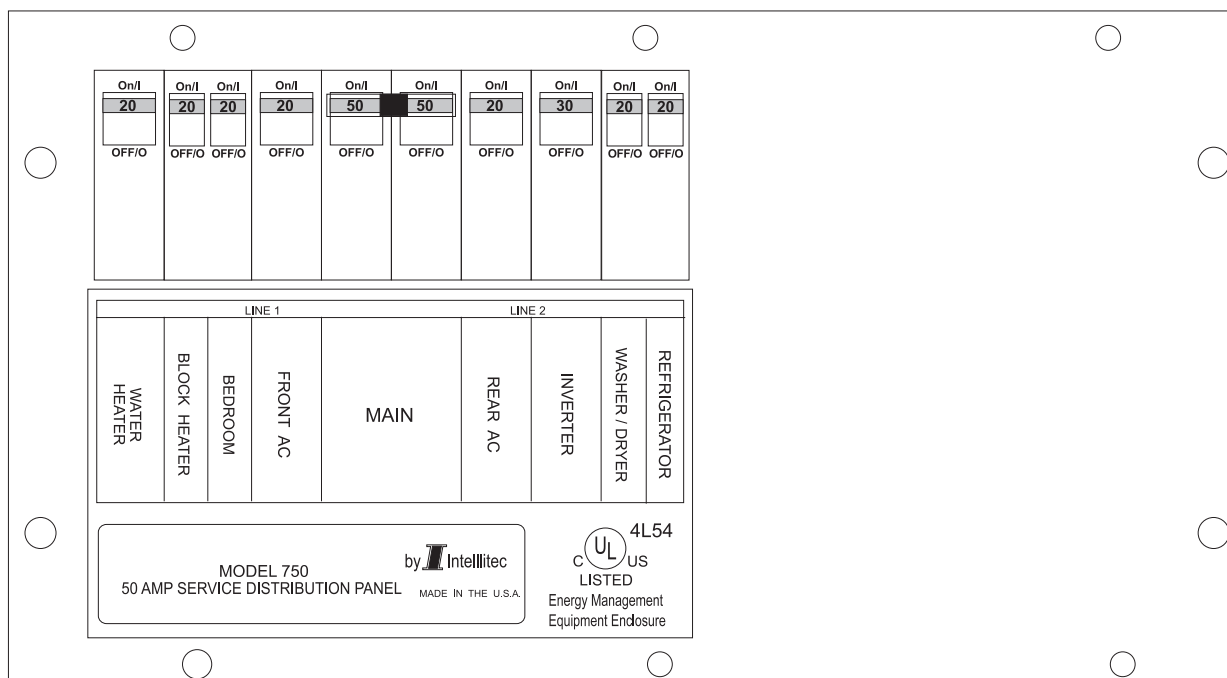 On/I On/I On/I On/I On/I On/I On/I On/I On/I On/I
20 20 20 20 50 50 20 30 20 20
OFF/O OFF/O OFF/O OFF/O OFF/O OFF/O OFF/O OFF/O OFF/O OFF/O
LINE 1 LINE 2
WATER
HEATER
BLOCK HEATER
BEDROOM
FRONT AC
MAIN
REAR AC
INVERTER
WASHER / DRYER
REFRIGERATOR
MODEL 750
50 AMP SERVICE DISTRIBUTION PANEL
by I Intelllitec
MADE IN THE U.S.A.
4L54
C UL US
LISTED
Energy Management
Equipment Enclosure